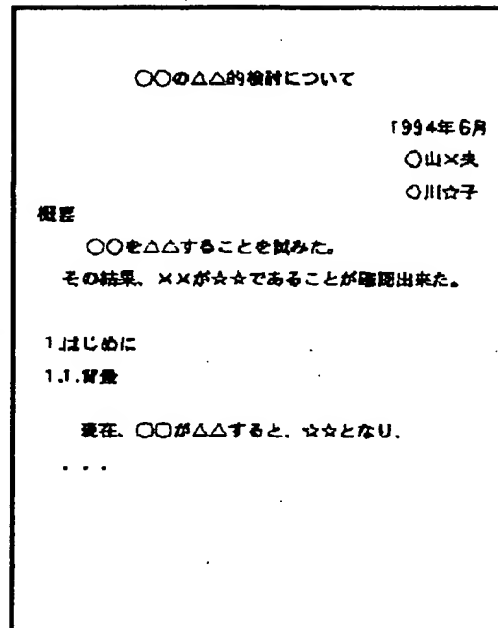 ○○の△△的検討について
1994年6月
○山×夫
○川☆子
概要
○○を△△することを試みた。
その結果、××が☆☆であることが確認出来た。
1.はじめに
1.1.背景
現在、○○が△△すると、☆☆となり、
・・・